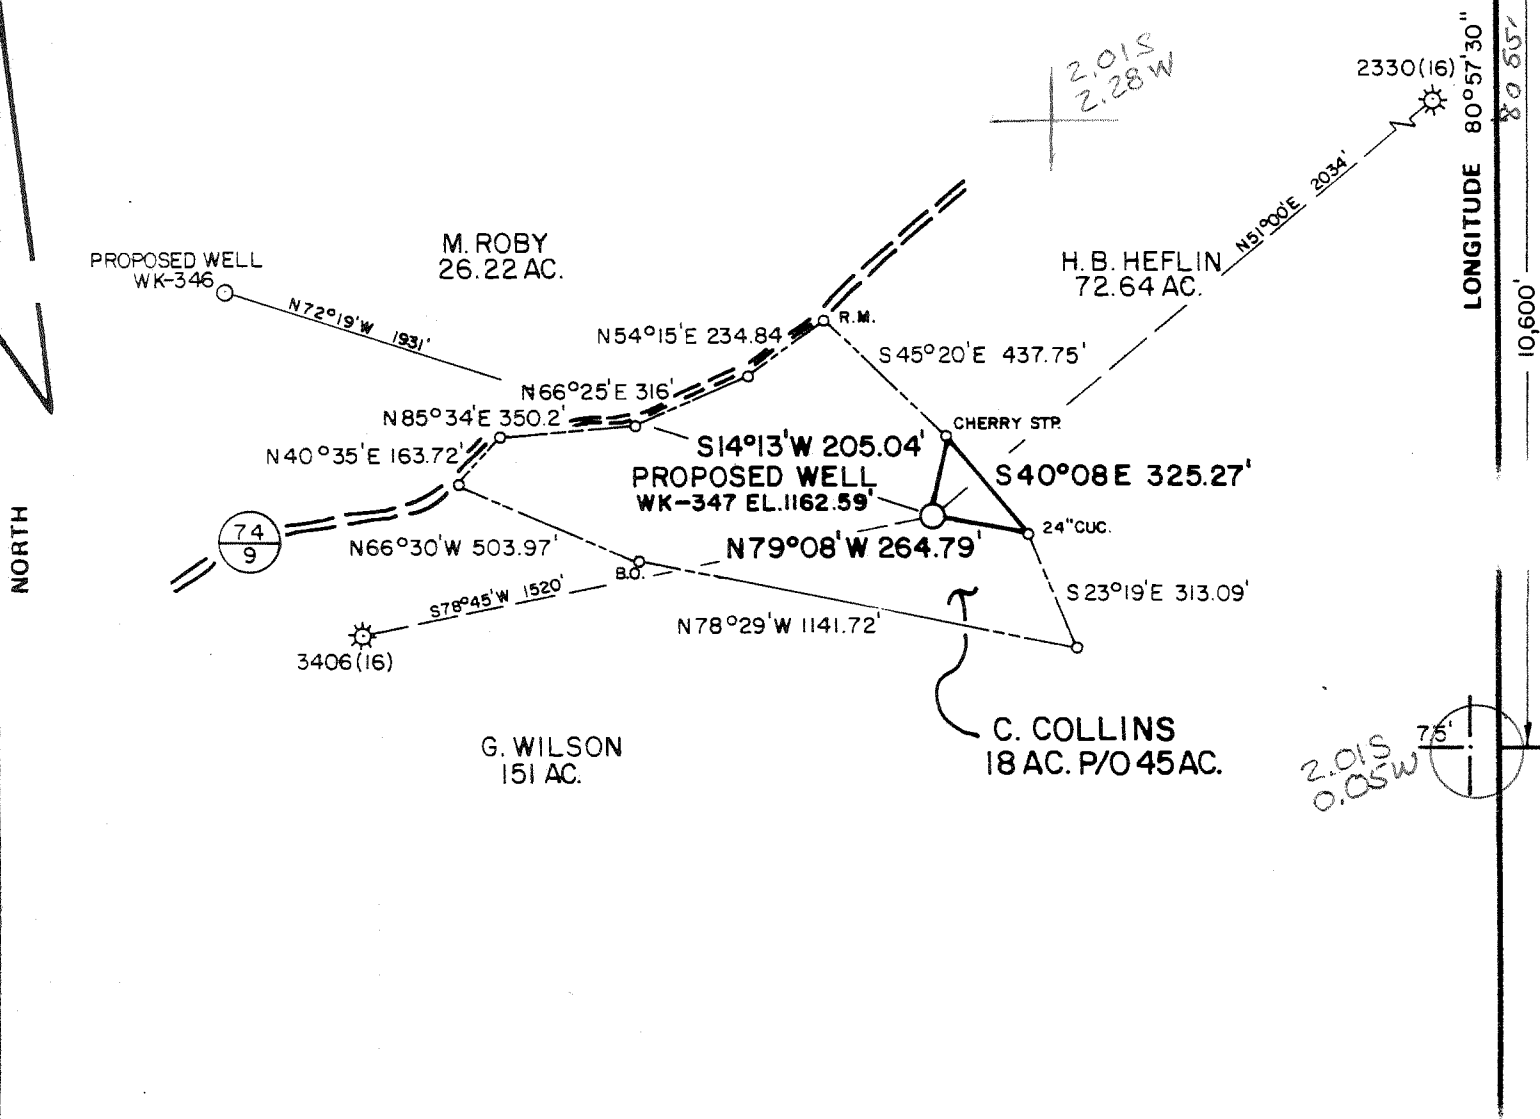 2.01S
2.28W
2330(16)
LONGITUDE 80°57'30"
80 55'
10,600'
N51°00'E 2034'
M. ROBY
26.22 AC.
PROPOSED WELL
WK-346
N72°19'W 1931'
H. B. HEFLIN
72.64 AC.
R.M.
N54°15'E 234.84
S45°20'E 437.75'
N66°25'E 316'
N85°34'E 350.2'
N40°35'E 163.72'
CHERRY STP.
S14°13'W 205.04'
PROPOSED WELL
WK-347 EL.1162.59'
S40°08E 325.27'
24"CUC.
N79°08'W 264.79'
74
9
NORTH
N66°30'W 503.97'
B.O.
S78°45'W 1520'
3406(16)
S23°19'E 313.09'
N78°29'W 1141.72'
G. WILSON
151 AC.
C. COLLINS
18 AC. P/O 45 AC.
7.5'
2.01S
0.05W